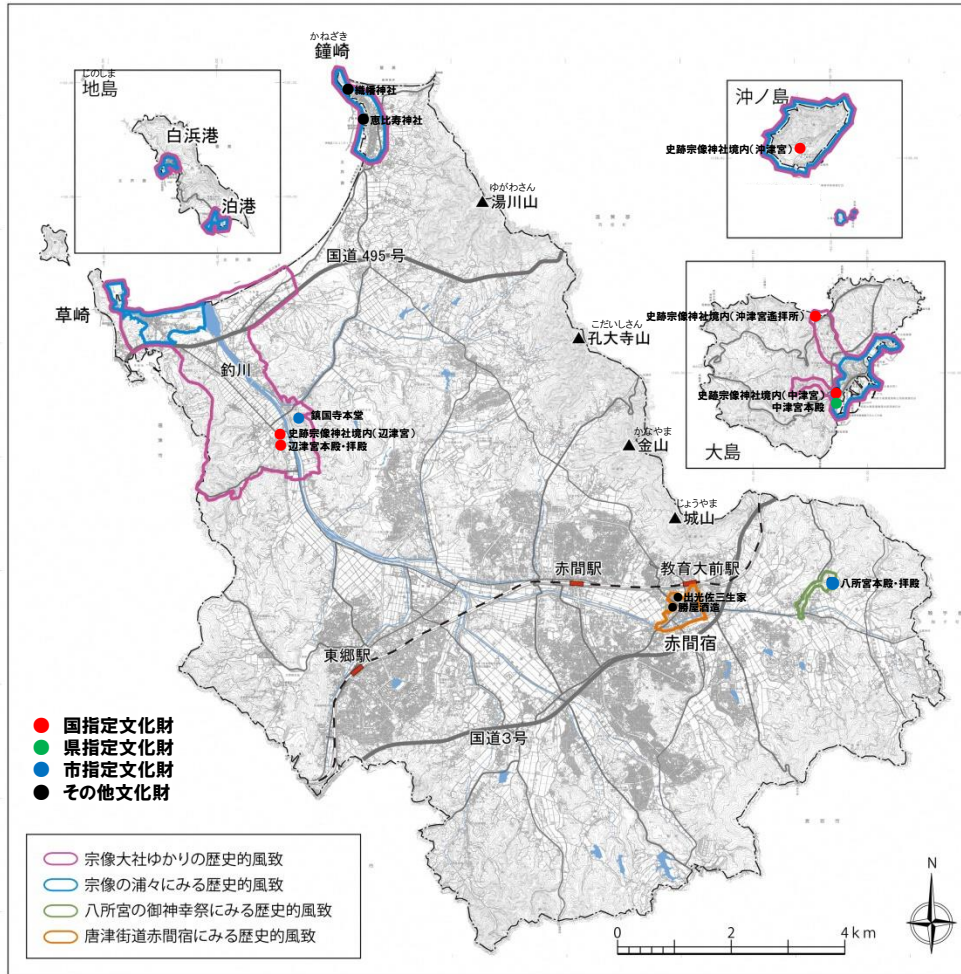 かねざき
鐘崎
織幡神社
恵比寿神社
じのしま
地島
白浜港
泊港
沖ノ島
史跡宗像神社境内(沖津宮)
ゆがわさん
▲湯川山
国道495号
草崎
釣川
こだいしさん
▲孔大寺山
史跡宗像神社境内(沖津宮遙拝所)
史跡宗像神社境内(中津宮)
中津宮本殿
大島
鎮国寺本堂
史跡宗像神社境内(辺津宮)
辺津宮本殿・拝殿
かなやま
▲金山
じょうやま
▲城山
赤間駅
教育大前駅
八所宮本殿・拝殿
出光佐三生家
勝屋酒造
赤間宿
東郷駅
国道3号
国指定文化財
県指定文化財
市指定文化財
その他文化財
宗像大社ゆかりの歴史的風致
宗像の浦々にみる歴史的風致
八所宮の御神幸祭にみる歴史的風致
唐津街道赤間宿にみる歴史的風致
N
0 2 4km